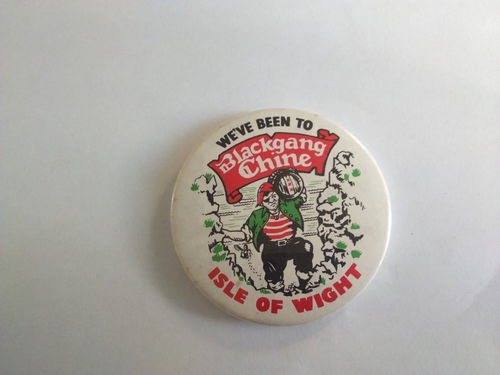 WE'VE BEEN TO
Blackgang
Chine
ISLE OF WIGHT